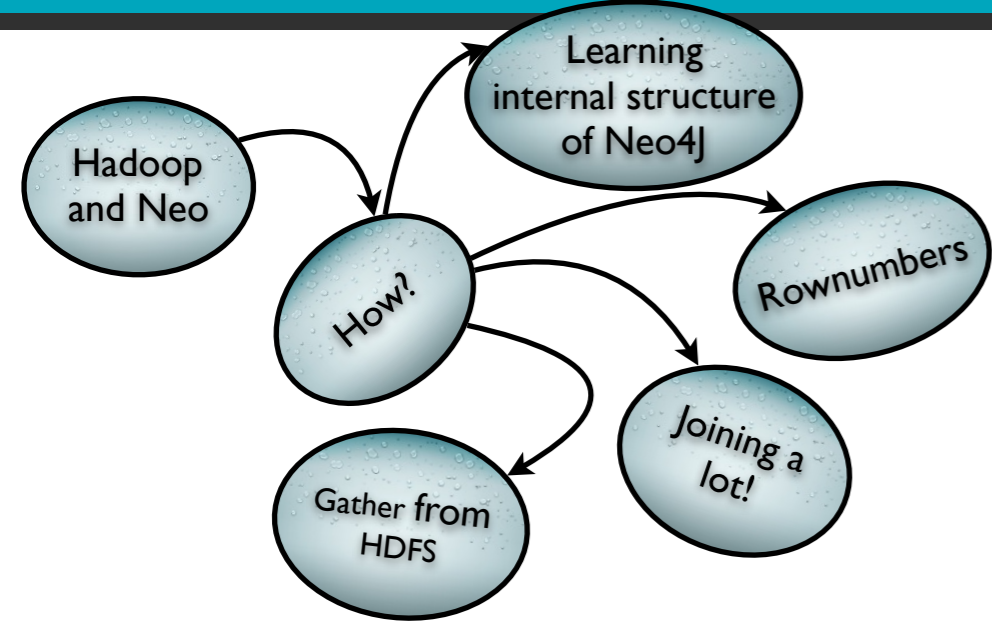 Learning
internal structure
of Neo4J
Hadoop
and Neo
How?
Rownumbers
Joining a
lot!
Gather from
HDFS